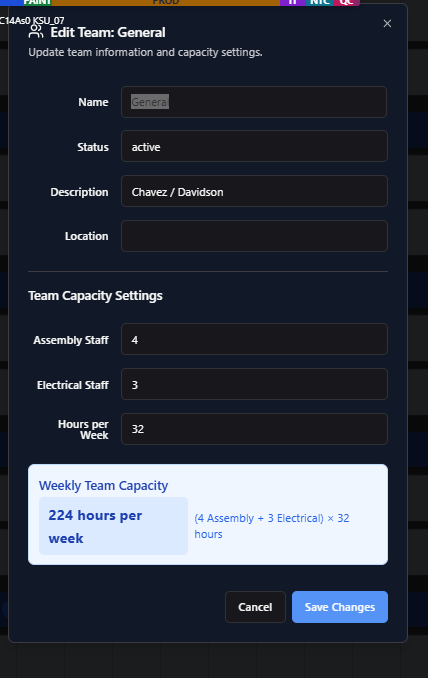 PAINT PROD IT NTC QC
C14As0 KSU_07
Edit Team: General
Update team information and capacity settings.
Name General
Status active
Description Chavez / Davidson
Location
Team Capacity Settings
Assembly Staff 4
Electrical Staff 3
Hours per
Week
32
Weekly Team Capacity
224 hours per
week
(4 Assembly + 3 Electrical) × 32
hours
Cancel Save Changes